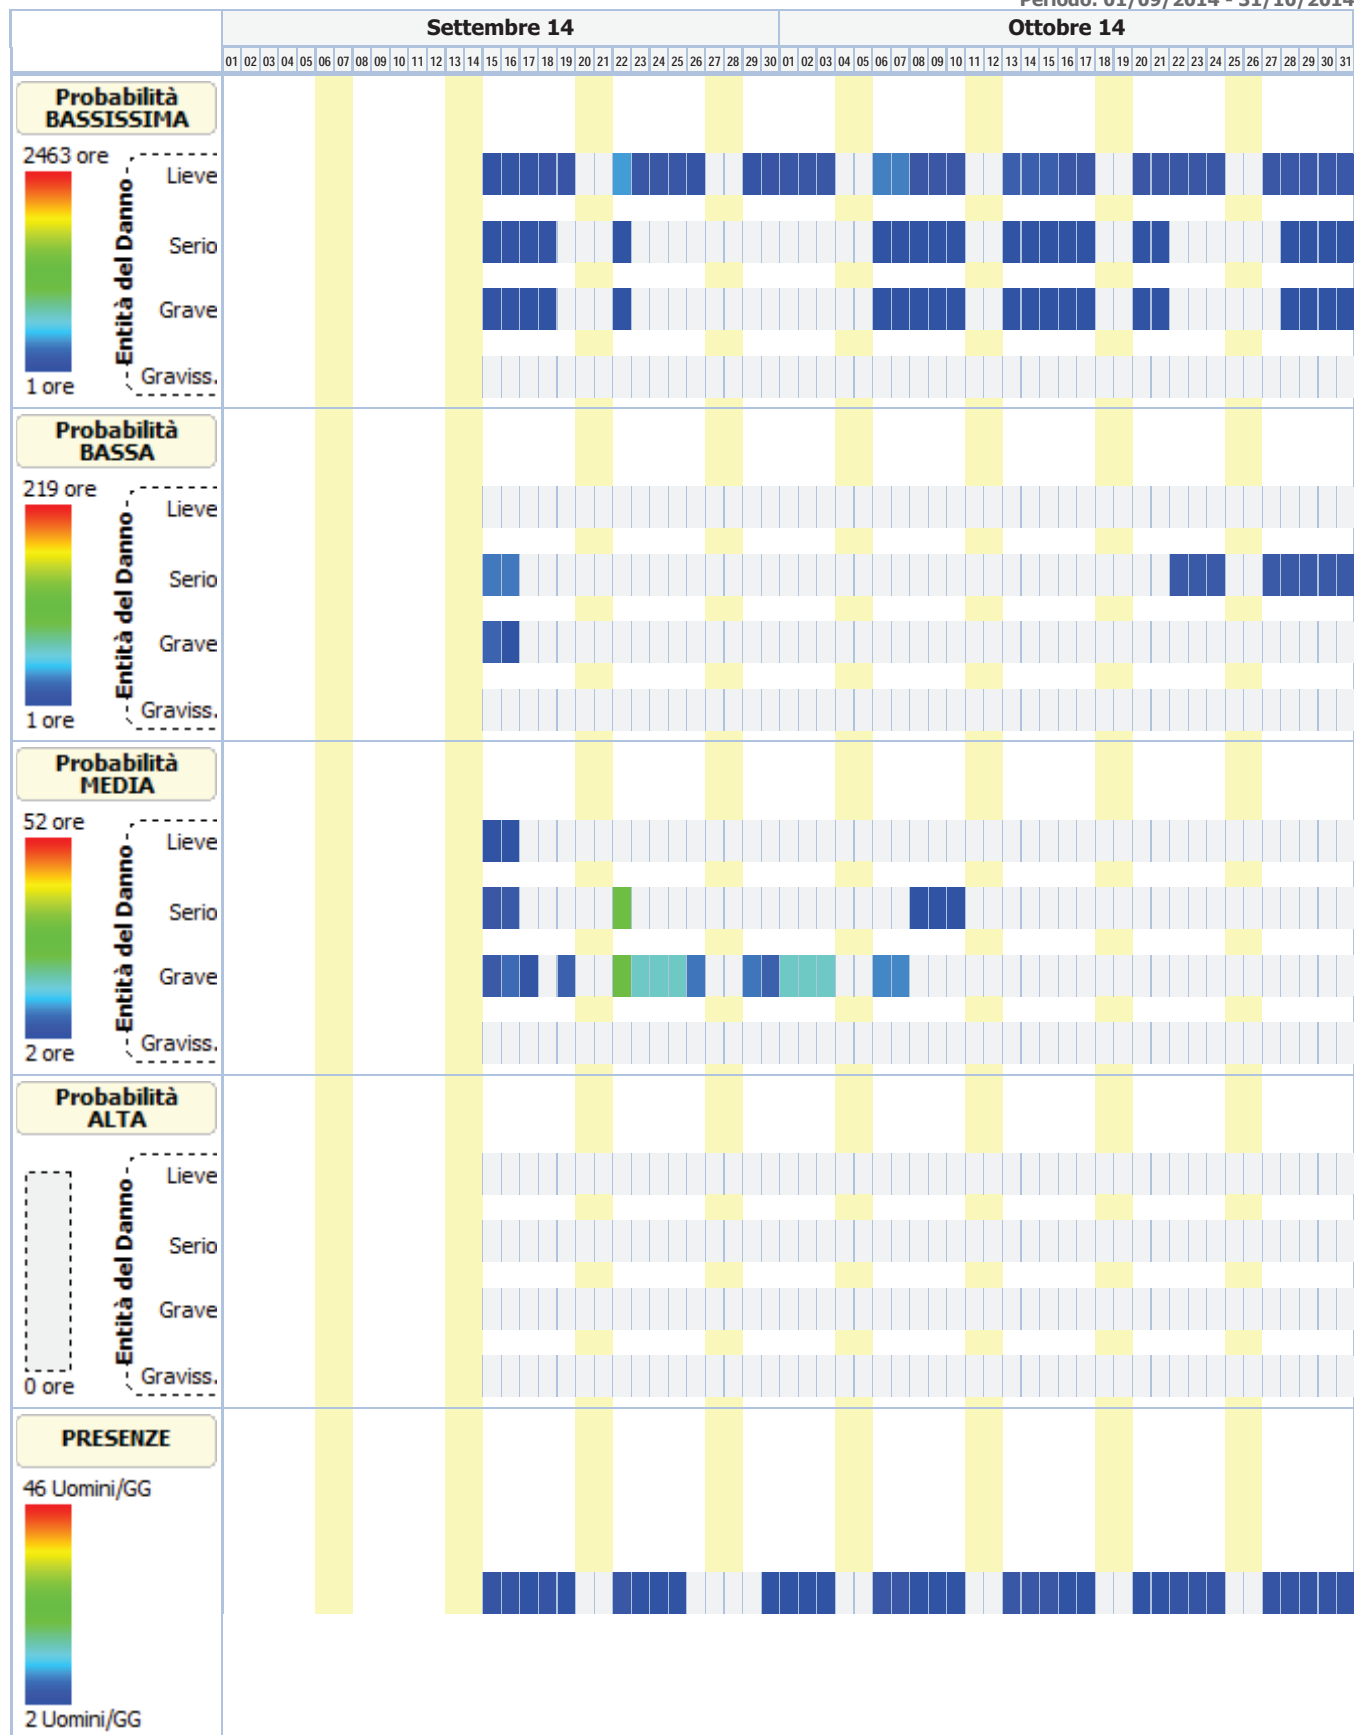 Periodo: 01/09/2014 - 31/10/2014
Settembre 14 Ottobre 14
01 02 03 04 05 06 07 08 09 10 11 12 13 14 15 16 17 18 19 20 21 22 23 24 25 26 27 28 29 30 01 02 03 04 05 06 07 08 09 10 11 12 13 14 15 16 17 18 19 20 21 22 23 24 25 26 27 28 29 30 31
Probabilità
BASSISSIMA
2463 ore
Entità del Danno
Lieve
Serio
Grave
Graviss.
1 ore
Probabilità
BASSA
219 ore
Entità del Danno
Lieve
Serio
Grave
Graviss.
1 ore
Probabilità
MEDIA
52 ore
Entità del Danno
Lieve
Serio
Grave
Graviss.
2 ore
Probabilità
ALTA
Entità del Danno
Lieve
Serio
Grave
Graviss.
0 ore
PRESENZE
46 Uomini/GG
2 Uomini/GG